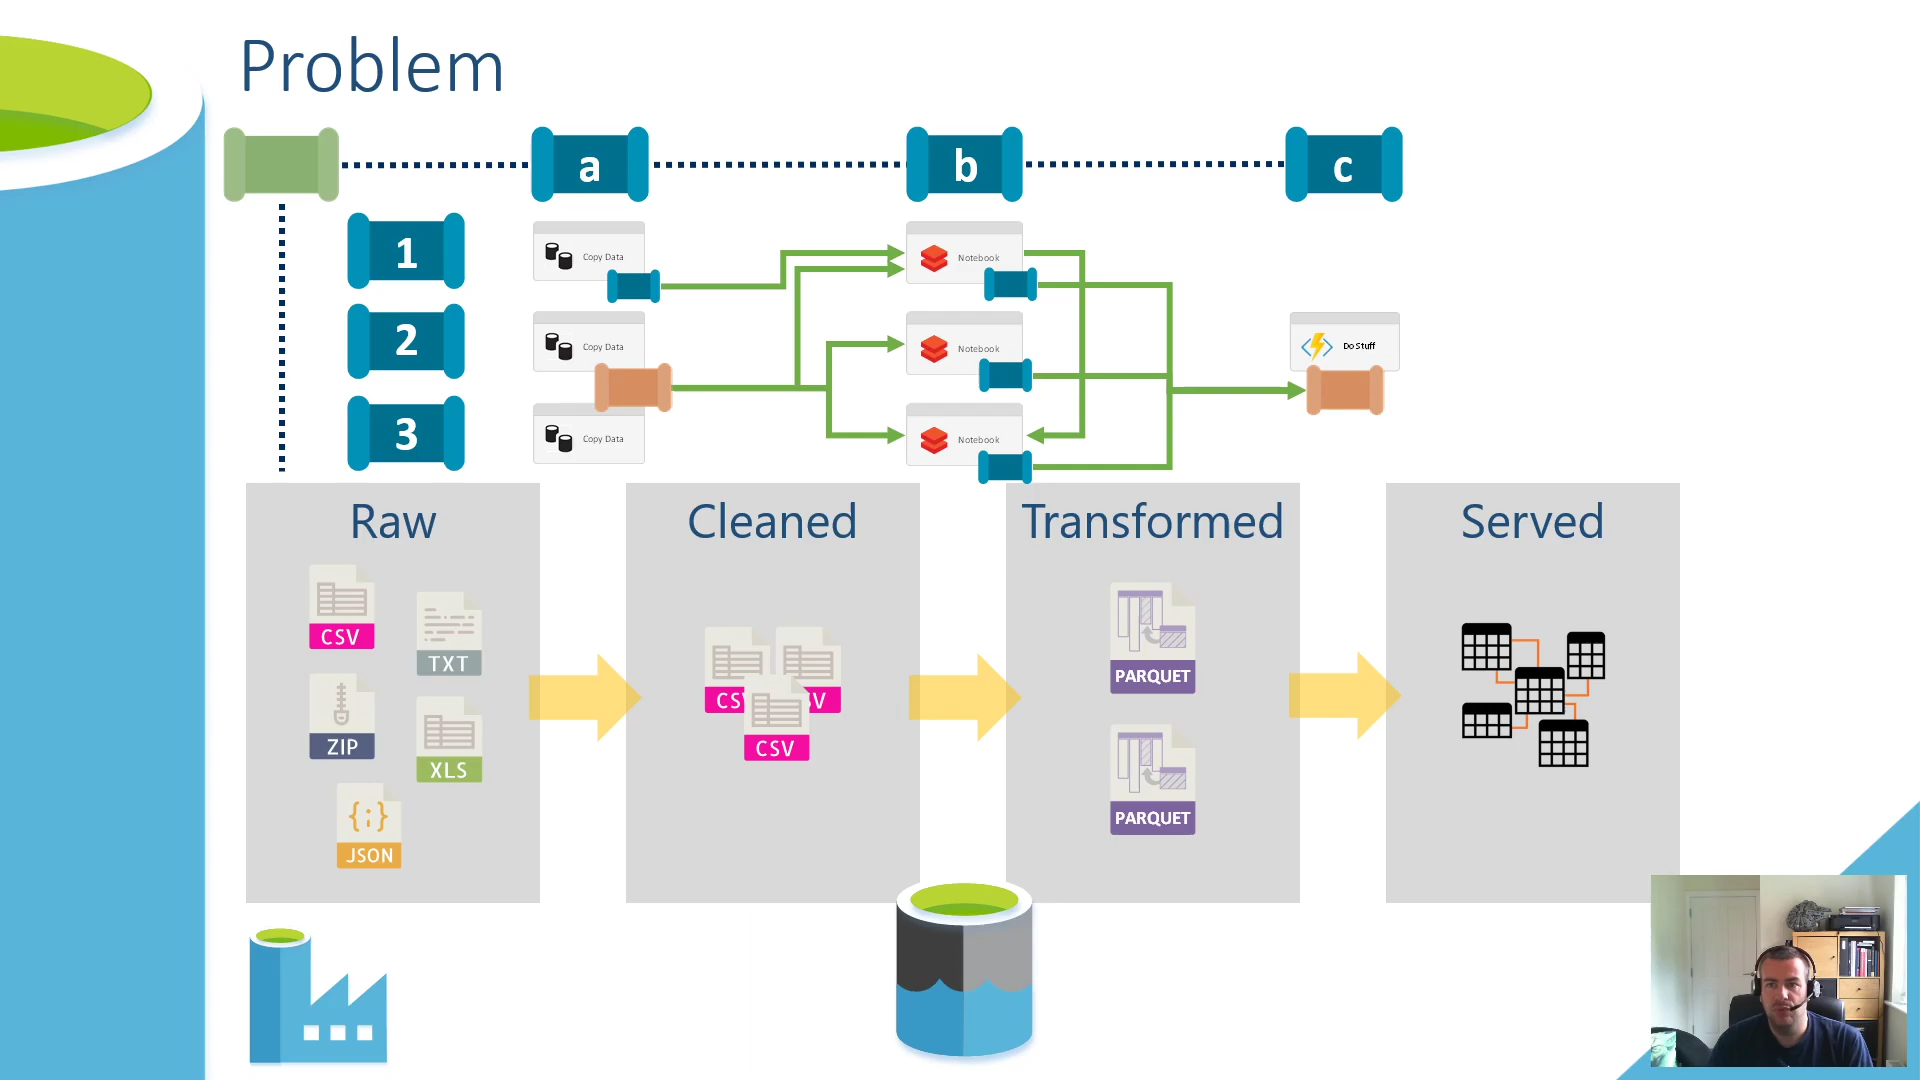 Problem
a
b
c
1
Copy Data
Notebook
2
Copy Data
Notebook
Do Stuff
3
Copy Data
Notebook
Raw
Cleaned
Transformed
Served
CSV
TXT
ZIP
XLS
JSON
CS
V
CSV
PARQUET
PARQUET